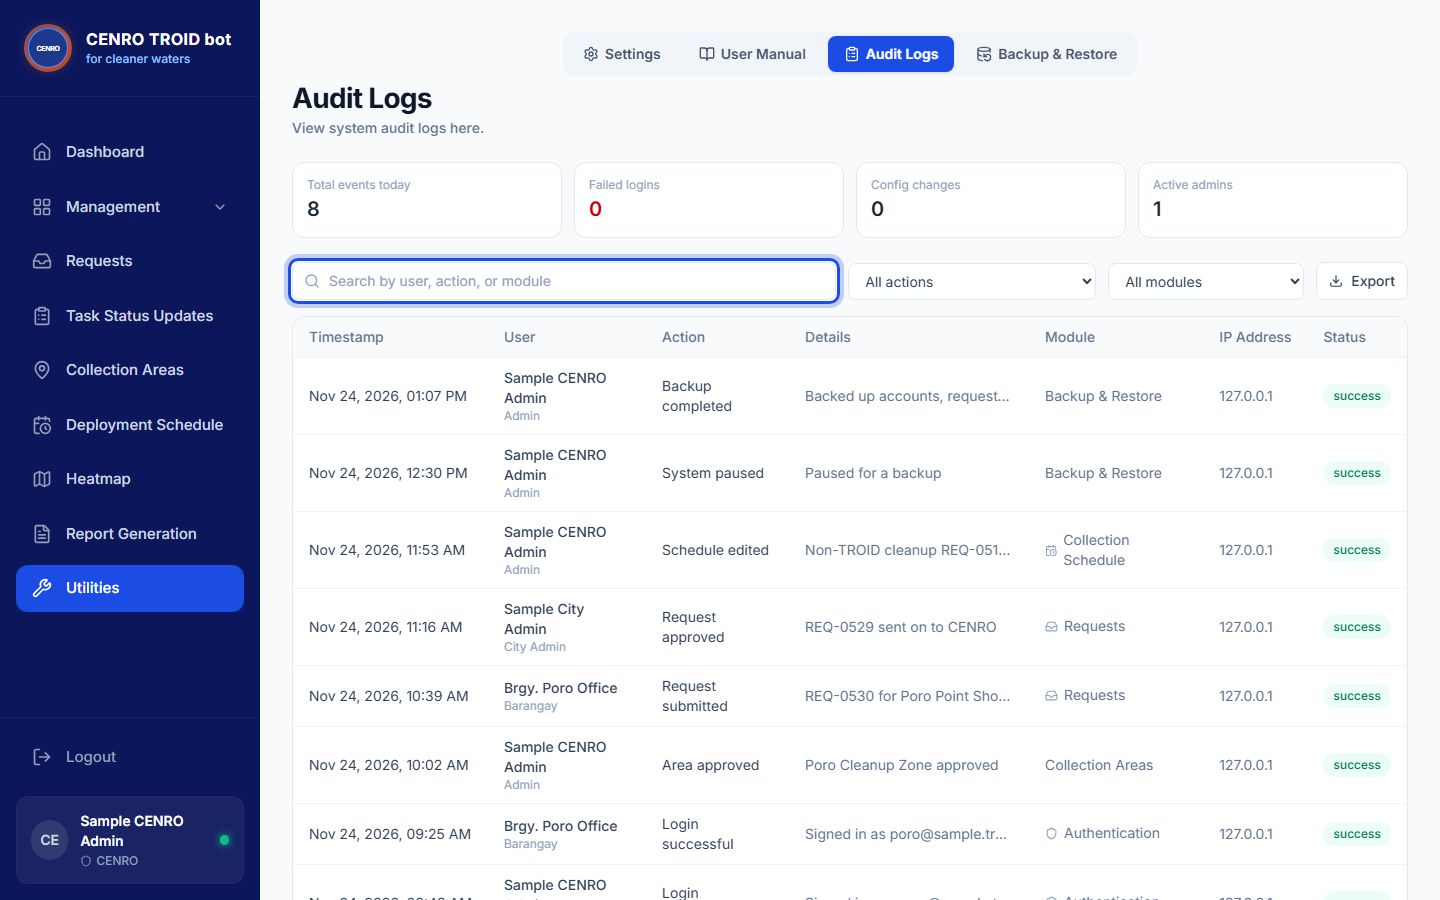 CENRO
CENRO TROID bot
for cleaner waters
Dashboard
Management
Requests
Task Status Updates
Collection Areas
Deployment Schedule
Heatmap
Report Generation
Utilities
Logout
CE
Sample CENRO
Admin
CENRO
Settings
User Manual
Audit Logs
Backup & Restore
Audit Logs
View system audit logs here.
Total events today
8
Failed logins
0
Config changes
0
Active admins
1
Search by user, action, or module
All actions
All modules
Export
Timestamp User Action Details Module IP Address Status
Nov 24, 2026, 01:07 PM
Sample CENRO
Admin
Admin
Backup
completed
Backed up accounts, request...
Backup & Restore
127.0.0.1
success
Nov 24, 2026, 12:30 PM
Sample CENRO
Admin
Admin
System paused
Paused for a backup
Backup & Restore
127.0.0.1
success
Nov 24, 2026, 11:53 AM
Sample CENRO
Admin
Admin
Schedule edited
Non-TROID cleanup REQ-051...
Collection
Schedule
127.0.0.1
success
Nov 24, 2026, 11:16 AM
Sample City
Admin
City Admin
Request
approved
REQ-0529 sent on to CENRO
Requests
127.0.0.1
success
Nov 24, 2026, 10:39 AM
Brgy. Poro Office
Barangay
Request
submitted
REQ-0530 for Poro Point Sho...
Requests
127.0.0.1
success
Nov 24, 2026, 10:02 AM
Sample CENRO
Admin
Admin
Area approved
Poro Cleanup Zone approved
Collection Areas
127.0.0.1
success
Nov 24, 2026, 09:25 AM
Brgy. Poro Office
Barangay
Login
successful
Signed in as poro@sample.tr...
Authentication
127.0.0.1
success
Sample CENRO
Login